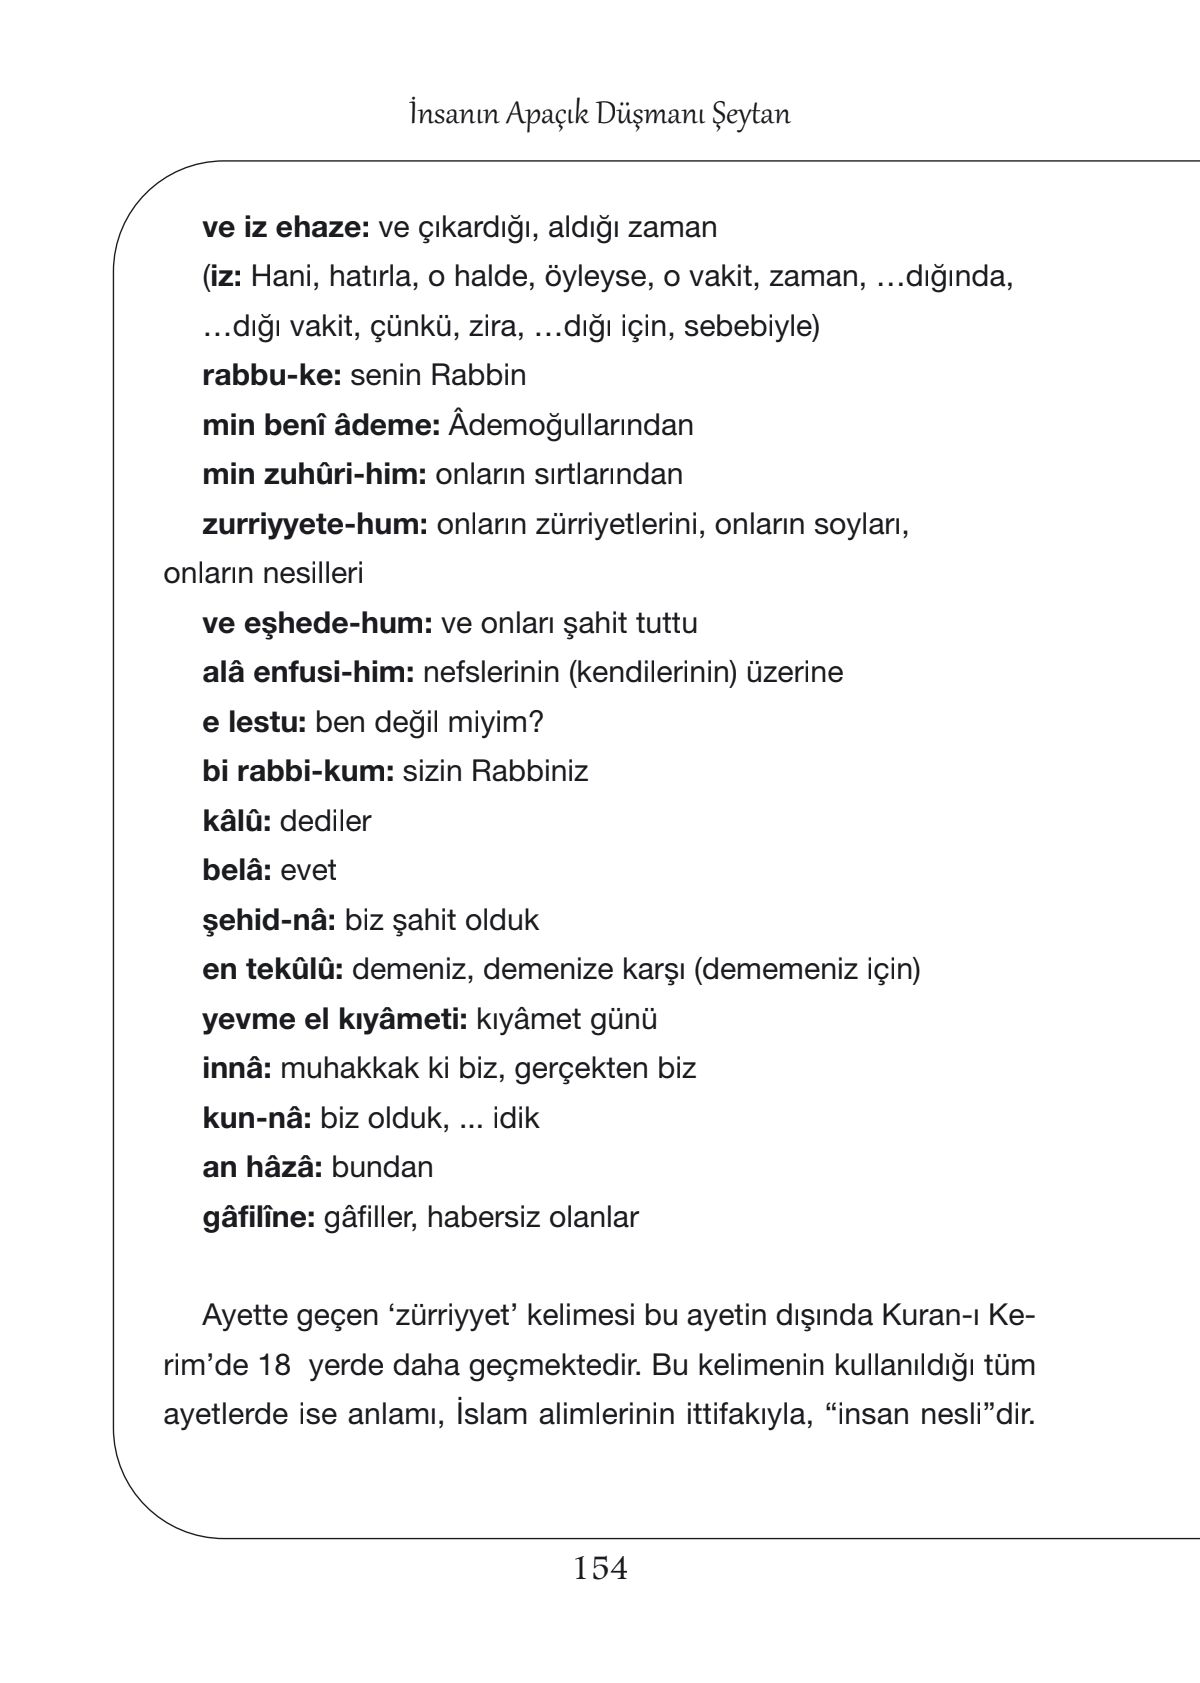 İnsanın Apaçık Düşmanı Şeytan
ve iz ehaze: ve çıkardığı, aldığı zaman
(iz: Hani, hatırla, o halde, öyleyse, o vakit, zaman, …dığında,
…dığı vakit, çünkü, zira, …dığı için, sebebiyle)
rabbu-ke: senin Rabbin
min benî âdeme: Âdemoğullarından
min zuhûri-him: onların sırtlarından
zurriyyete-hum: onların zürriyetlerini, onların soyları,
onların nesilleri
ve eşhede-hum: ve onları şahit tuttu
alâ enfusi-him: nefslerinin (kendilerinin) üzerine
e lestu: ben değil miyim?
bi rabbi-kum: sizin Rabbiniz
kâlû: dediler
belâ: evet
şehid-nâ: biz şahit olduk
en tekûlû: demeniz, demenize karşı (dememeniz için)
yevme el kıyâmeti: kıyâmet günü
innâ: muhakkak ki biz, gerçekten biz
kun-nâ: biz olduk, ... idik
an hâzâ: bundan
gâfilîne: gâfiller, habersiz olanlar
Ayette geçen ‘zürriyyet’ kelimesi bu ayetin dışında Kuran-ı Ke-
rim’de 18  yerde daha geçmektedir. Bu kelimenin kullanıldığı tüm
ayetlerde ise anlamı, İslam alimlerinin ittifakıyla, “insan nesli”dir.
154